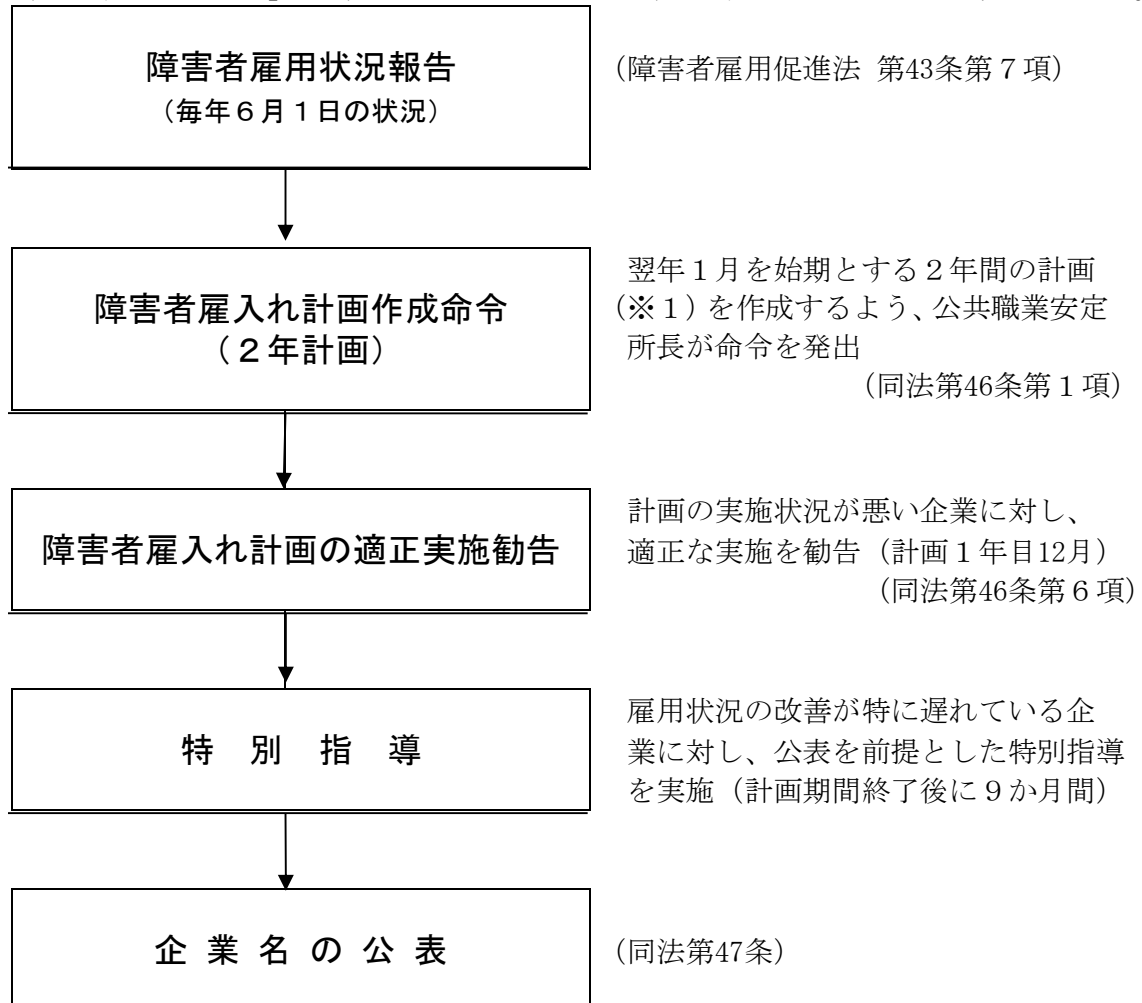 障害者雇用状況報告
（毎年６月１日の状況）
（障害者雇用促進法 第43条第７項）
障害者雇入れ計画作成命令
（２年計画）
翌年１月を始期とする２年間の計画
（※１）を作成するよう、公共職業安定
所長が命令を発出
（同法第46条第１項）
障害者雇入れ計画の適正実施勧告
計画の実施状況が悪い企業に対し、
適正な実施を勧告（計画１年目12月）
（同法第46条第６項）
特 別 指 導
雇用状況の改善が特に遅れている企
業に対し、公表を前提とした特別指導
を実施（計画期間終了後に９か月間）
企 業 名 の 公 表
（同法第47条）